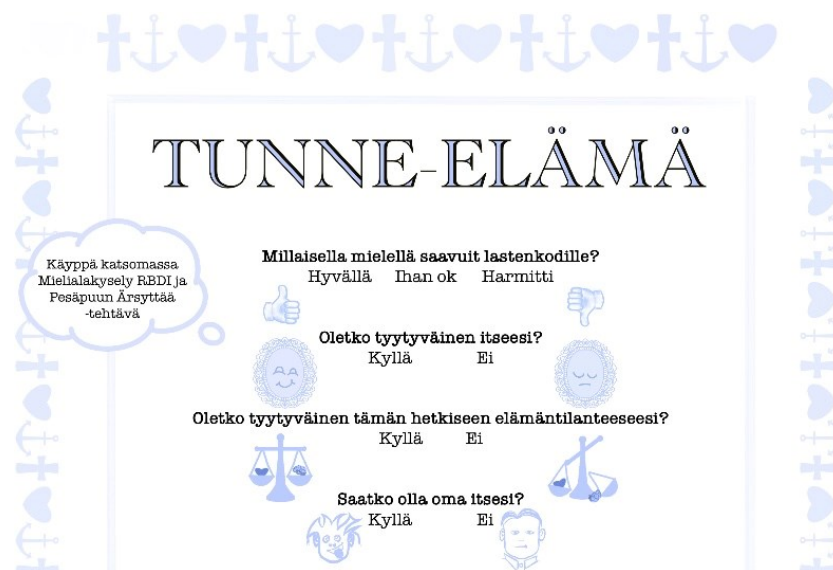 TUNNE-ELÄMÄ
Käyppä katsomassa
Mielialakysely RBDI ja
Pesäpuun Ärsyttää
-tehtävä
Millaisella mielellä saavuit lastenkodille?
Hyvällä Ihan ok Harmitti
Oletko tyytyväinen itseesi?
Kyllä Ei
Oletko tyytyväinen tämän hetkiseen elämäntilanteeseesi?
Kyllä Ei
Saatko olla oma itsesi?
Kyllä Ei